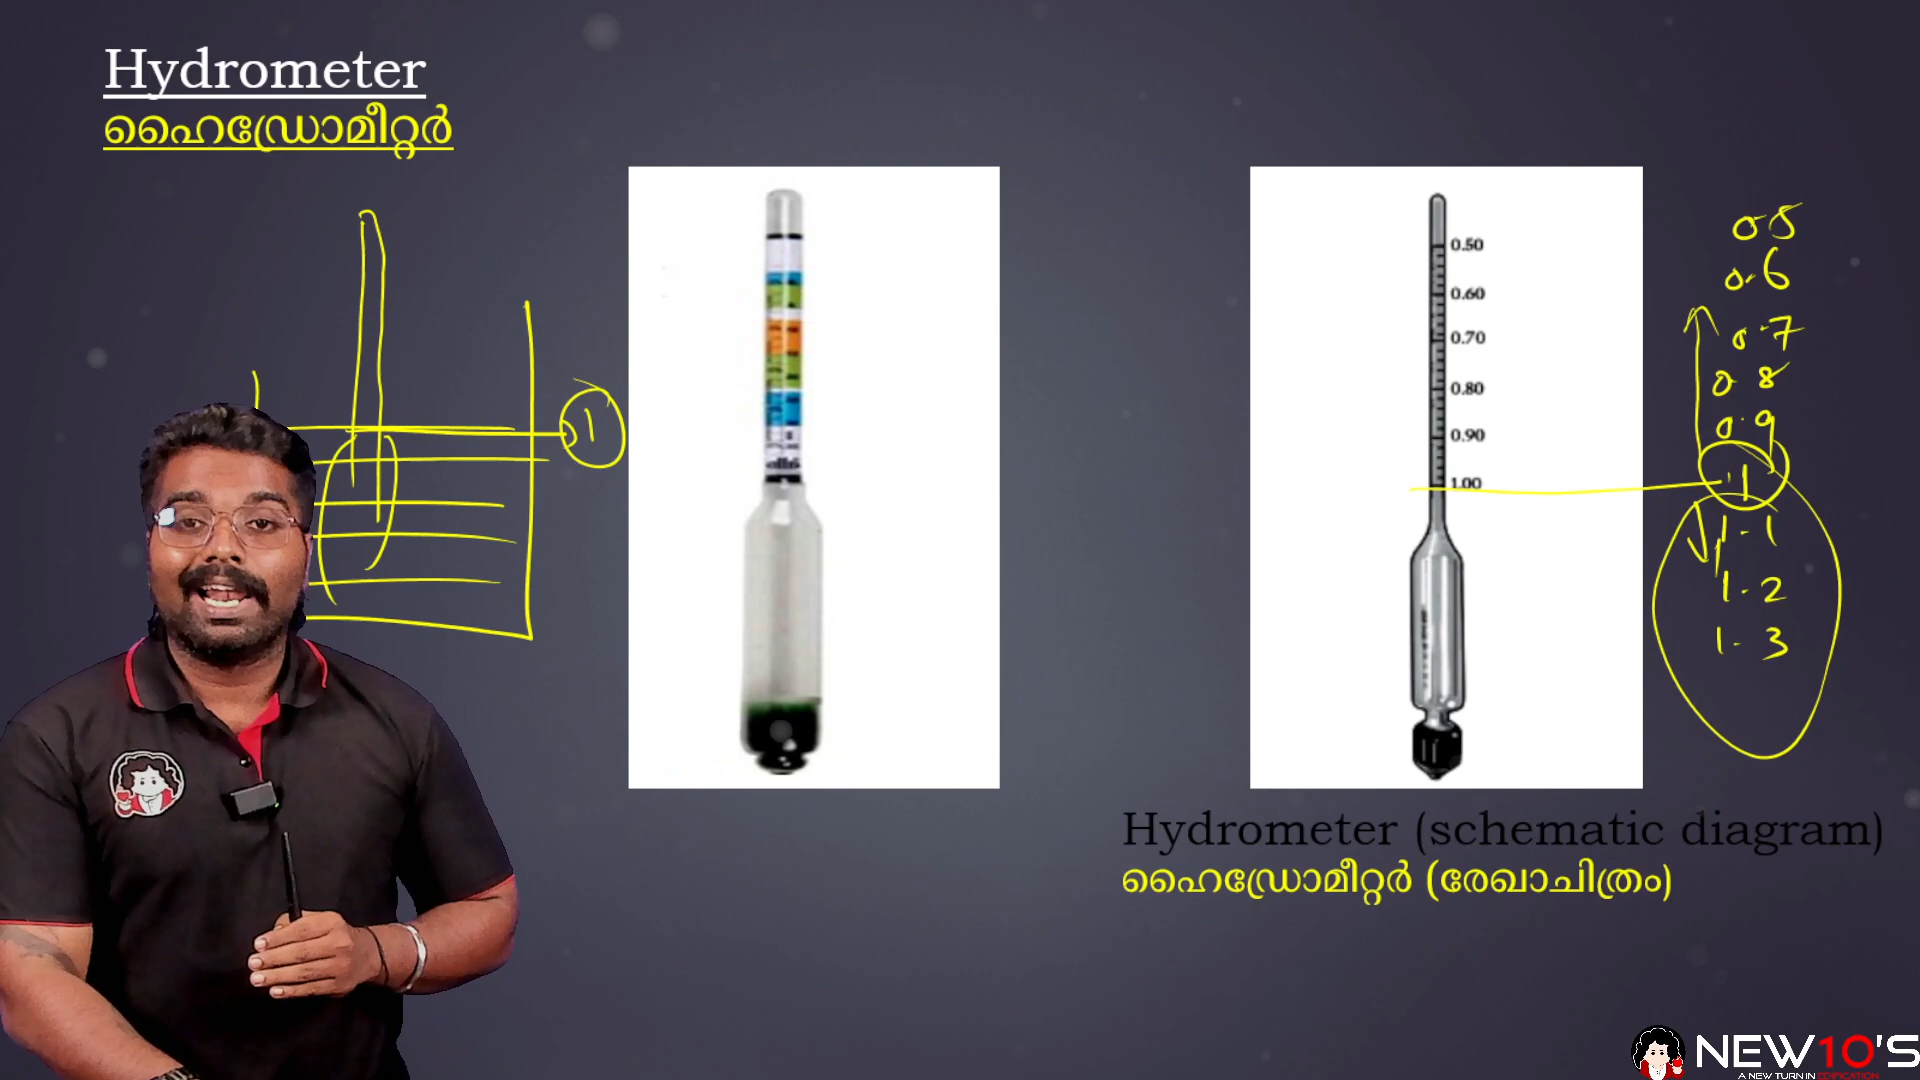 Hydrometer
ഹൈഡ്രോമീറ്റർ
1
0.50
0.60
0.70
0.80
0.90
1.00
0.5
0.6
0.7
0.8
0.9
1
1.1
1.2
1.3
Hydrometer (schematic diagram)
ഹൈഡ്രോമീറ്റർ (രേഖാചിത്രം)
NEW10'S
A NEW TURN IN EDIFICATION